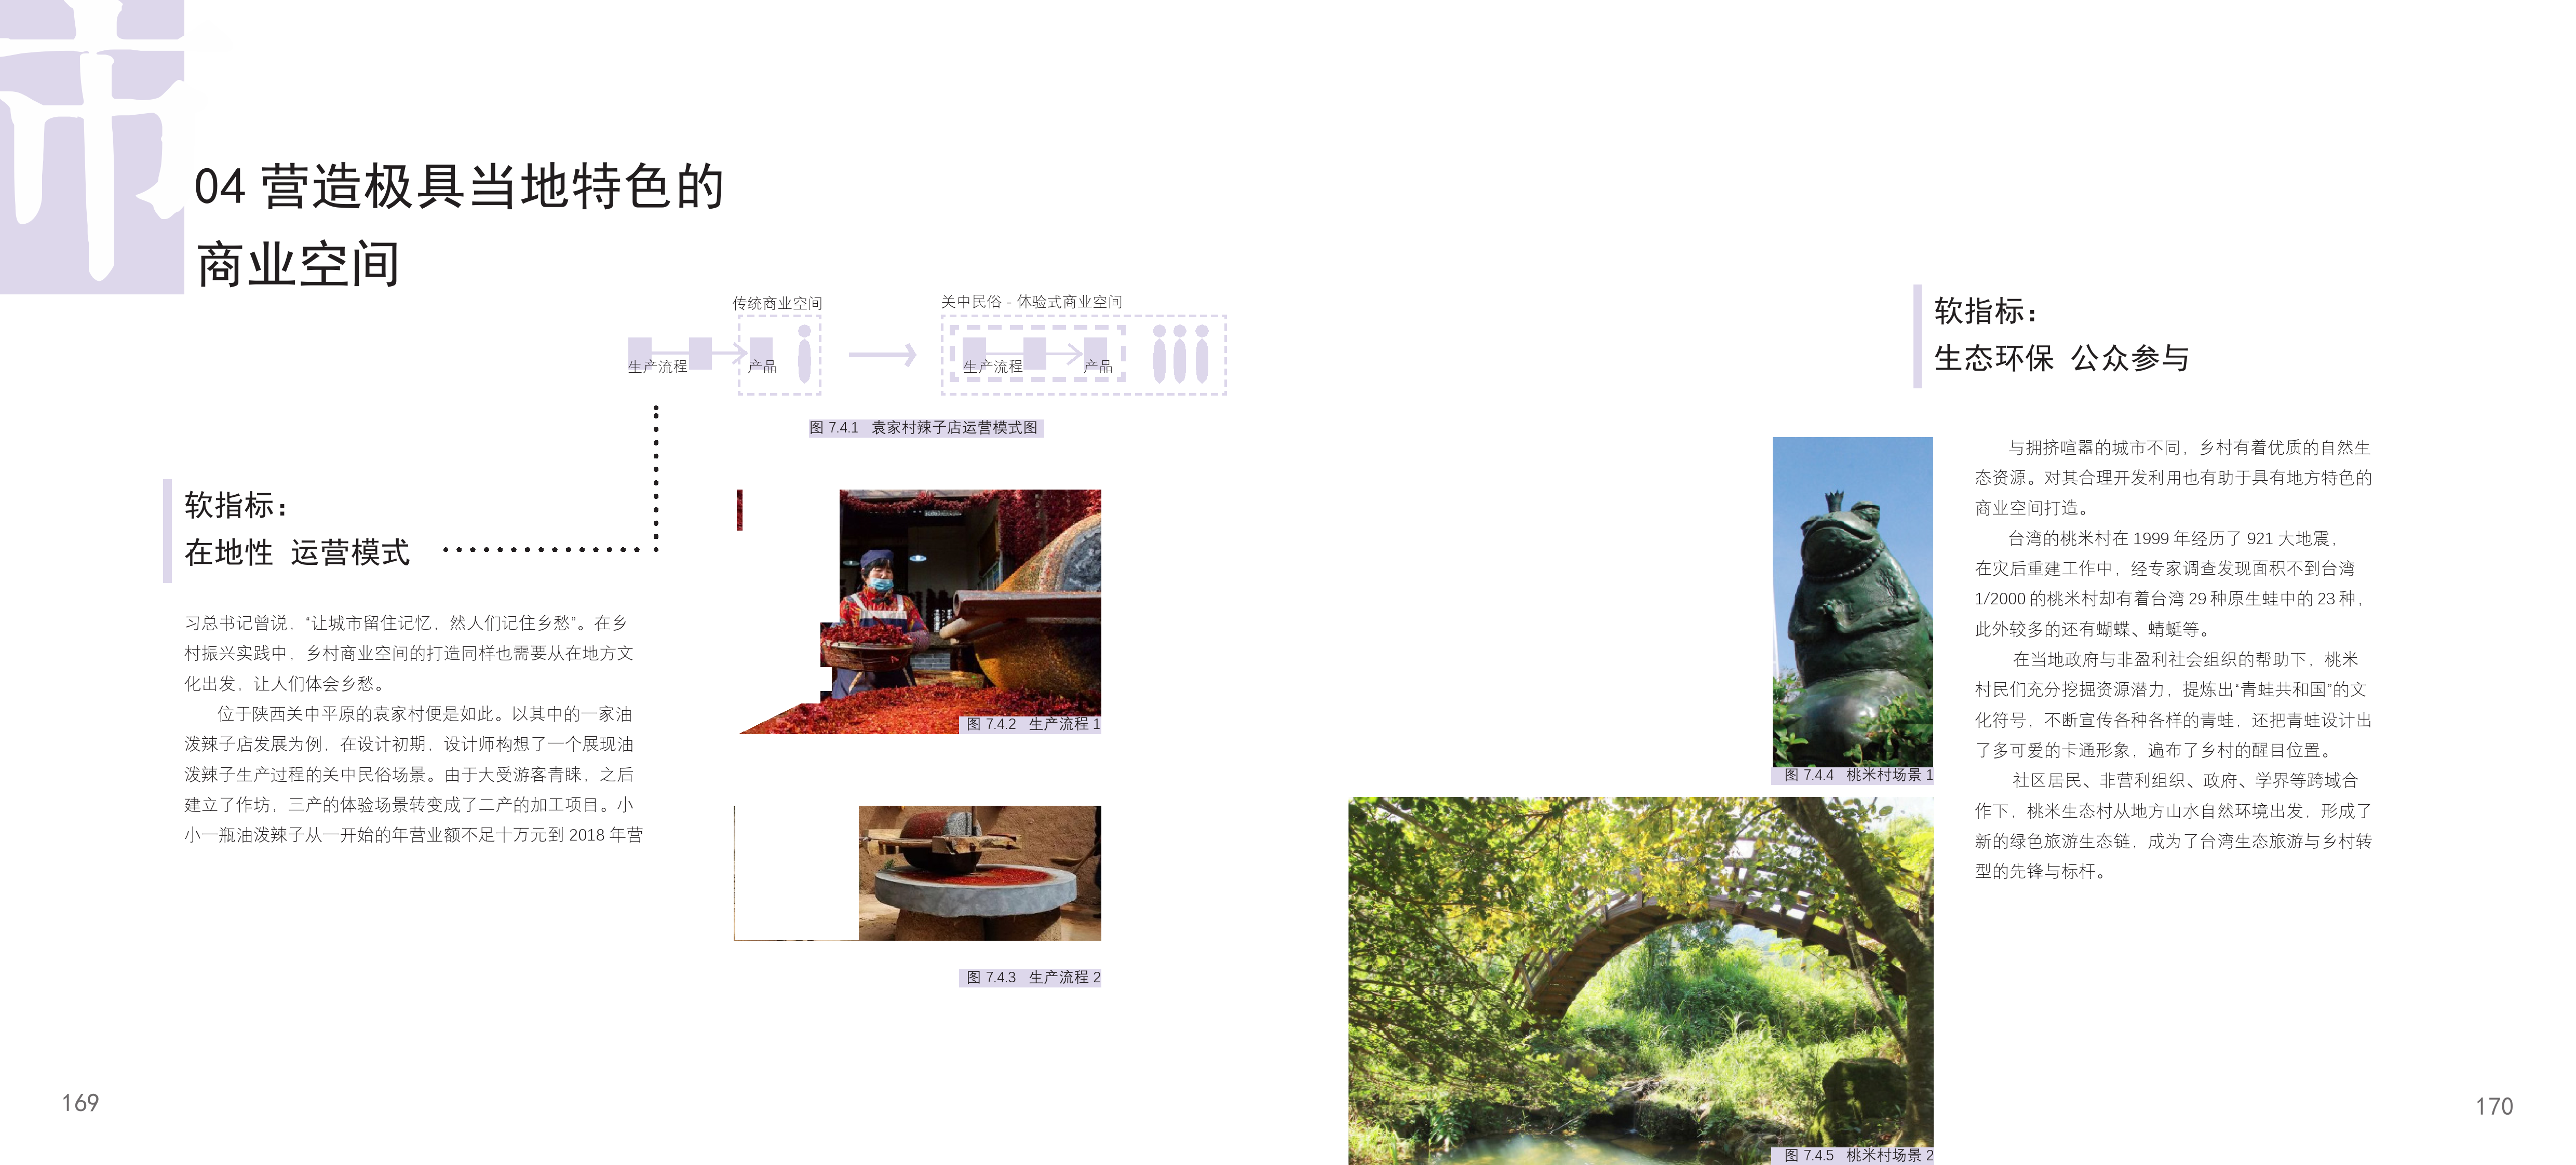 市
04 营造极具当地特色的
商业空间
传统商业空间
生产流程
产品
关中民俗 - 体验式商业空间
生产流程
产品
图 7.4.1 袁家村辣子店运营模式图
软指标：
在地性 运营模式
习总书记曾说，“让城市留住记忆，然人们记住乡愁”。在乡
村振兴实践中，乡村商业空间的打造同样也需要从在地方文
化出发，让人们体会乡愁。
位于陕西关中平原的袁家村便是如此。以其中的一家油
泼辣子店发展为例，在设计初期，设计师构想了一个展现油
泼辣子生产过程的关中民俗场景。由于大受游客青睐，之后
建立了作坊，三产的体验场景转变成了二产的加工项目。小
小一瓶油泼辣子从一开始的年营业额不足十万元到 2018 年营
图 7.4.2 生产流程 1
图 7.4.3 生产流程 2
169
软指标：
生态环保 公众参与
与拥挤喧嚣的城市不同，乡村有着优质的自然生
态资源。对其合理开发利用也有助于具有地方特色的
商业空间打造。
台湾的桃米村在 1999 年经历了 921 大地震，
在灾后重建工作中，经专家调查发现面积不到台湾
1/2000 的桃米村却有着台湾 29 种原生蛙中的 23 种，
此外较多的还有蝴蝶、蜻蜓等。
在当地政府与非盈利社会组织的帮助下，桃米
村民们充分挖掘资源潜力，提炼出“青蛙共和国”的文
化符号，不断宣传各种各样的青蛙，还把青蛙设计出
了多可爱的卡通形象，遍布了乡村的醒目位置。
社区居民、非营利组织、政府、学界等跨域合
作下，桃米生态村从地方山水自然环境出发，形成了
新的绿色旅游生态链，成为了台湾生态旅游与乡村转
型的先锋与标杆。
图 7.4.4 桃米村场景 1
图 7.4.5 桃米村场景 2
170